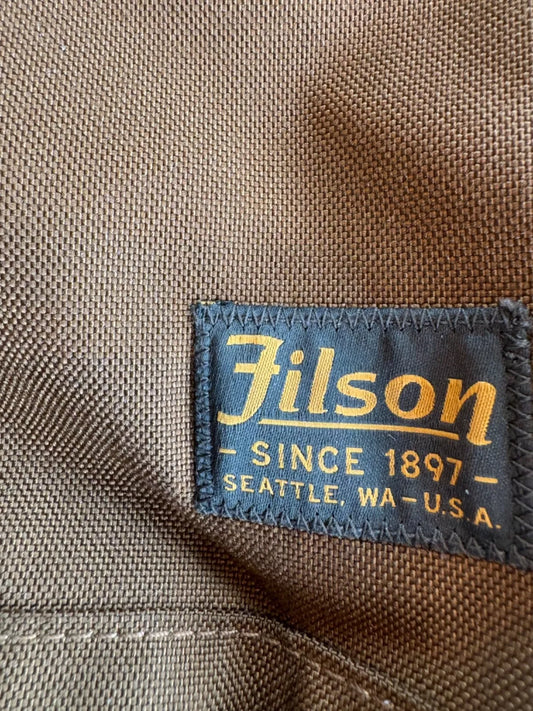 Filson
- SINCE 1897 -
SEATTLE, WA - U.S.A.